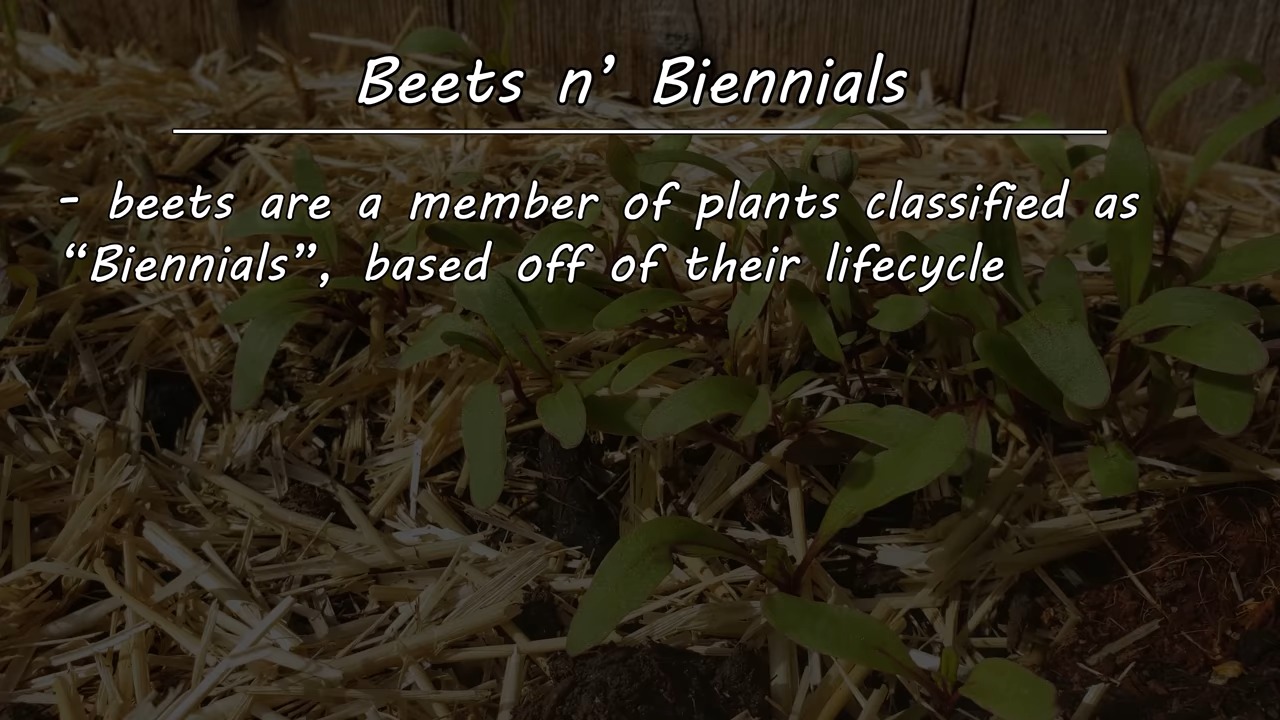 Beets n’ Biennials
- beets are a member of plants classified as
“Biennials”, based off of their lifecycle